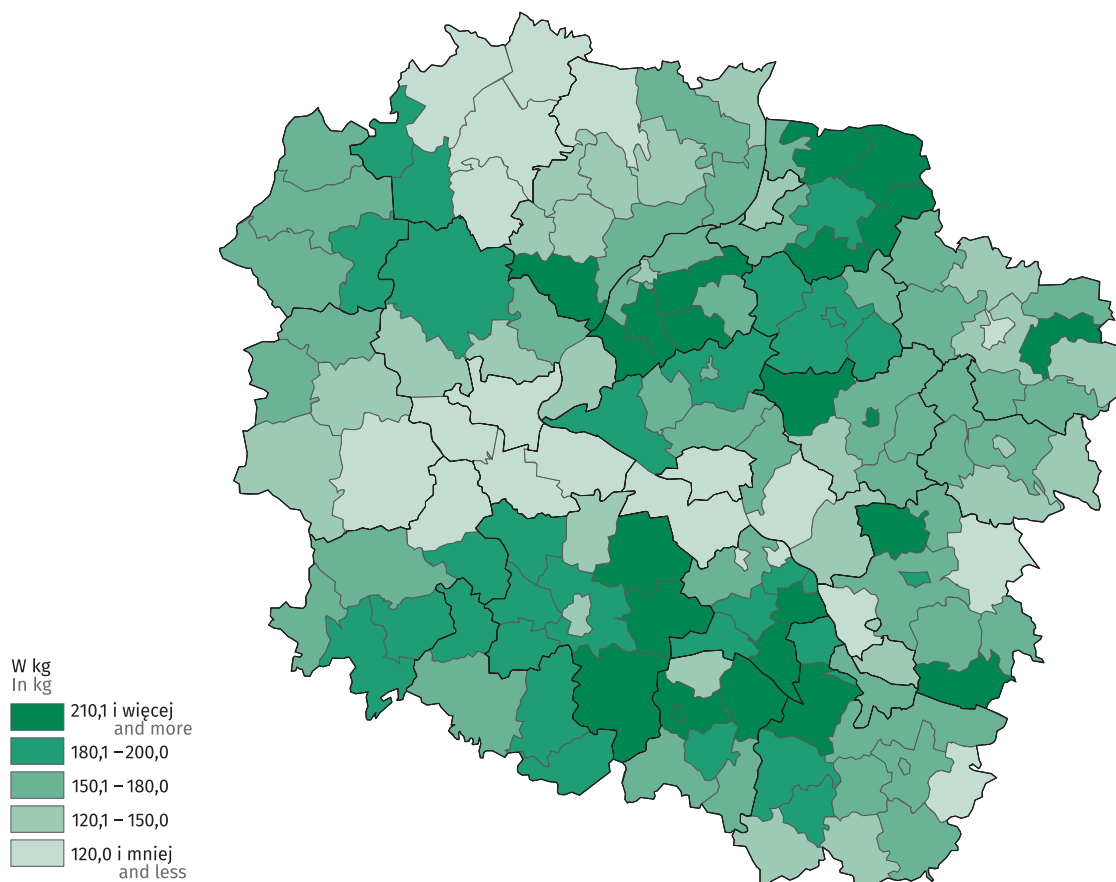 W kg
In kg
210,1 i więcej
and more
180,1 – 200,0
150,1 – 180,0
120,1 – 150,0
120,0 i mniej
and less